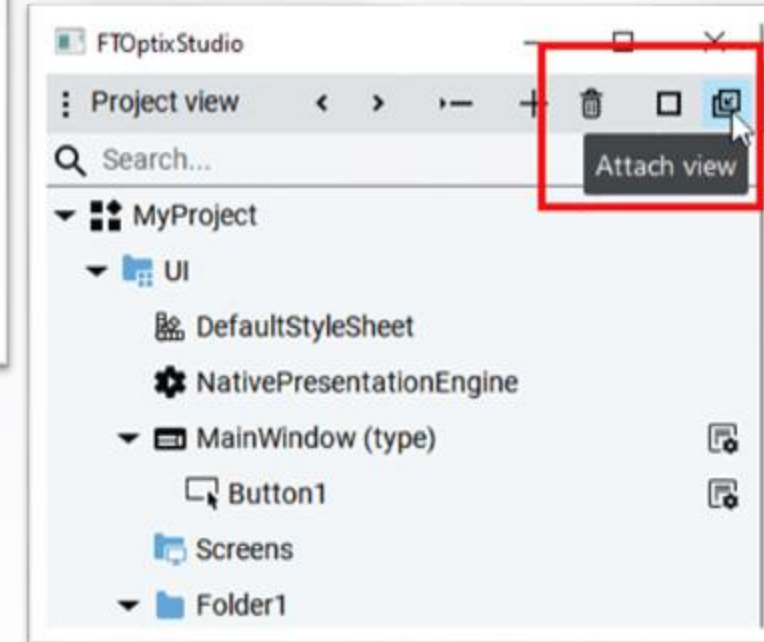 FTOptixStudio
Project view
Search...
Attach view
MyProject
UI
DefaultStyleSheet
NativePresentationEngine
MainWindow (type)
Button1
Screens
Folder1